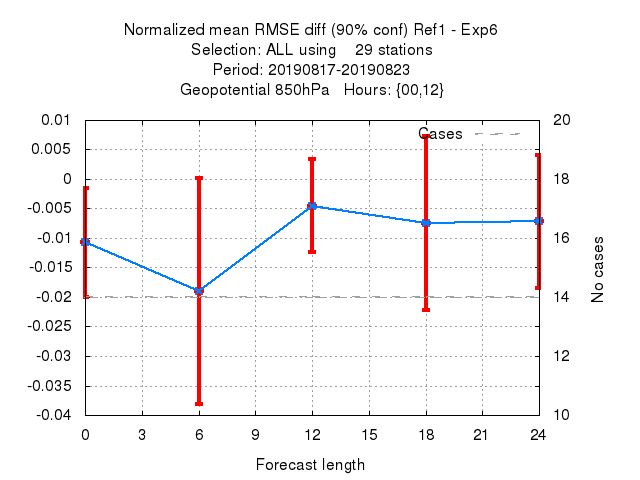 Normalized mean RMSE diff (90% conf) Ref1 - Exp6
Selection: ALL using    29 stations
Period: 20190817-20190823
Geopotential 850hPa   Hours: {00,12}
Cases
0.01
0.005
0
-0.005
-0.01
-0.015
-0.02
-0.025
-0.03
-0.035
-0.04
20
18
16
14
12
10
No cases
0 3 6 9 12 15 18 21 24
Forecast length